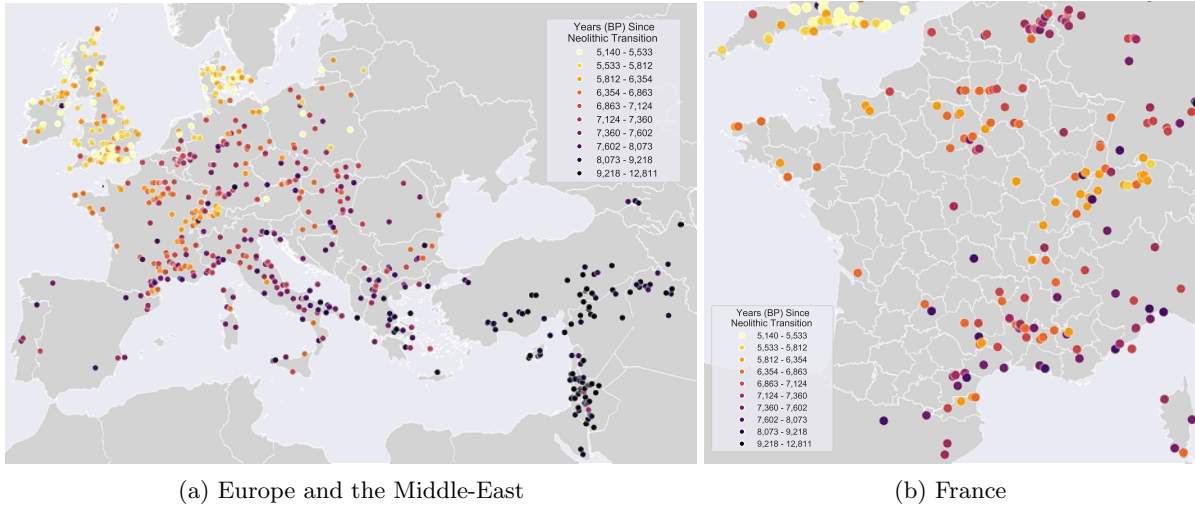 Years (BP) Since
Neolithic Transition
5,140 - 5,533
5,533 - 5,812
5,812 - 6,354
6,354 - 6,863
6,863 - 7,124
7,124 - 7,360
7,360 - 7,602
7,602 - 8,073
8,073 - 9,218
9,218 - 12,811
(a) Europe and the Middle-East
Years (BP) Since
Neolithic Transition
5,140 - 5,533
5,533 - 5,812
5,812 - 6,354
6,354 - 6,863
6,863 - 7,124
7,124 - 7,360
7,360 - 7,602
7,602 - 8,073
8,073 - 9,218
9,218 - 12,811
(b) France